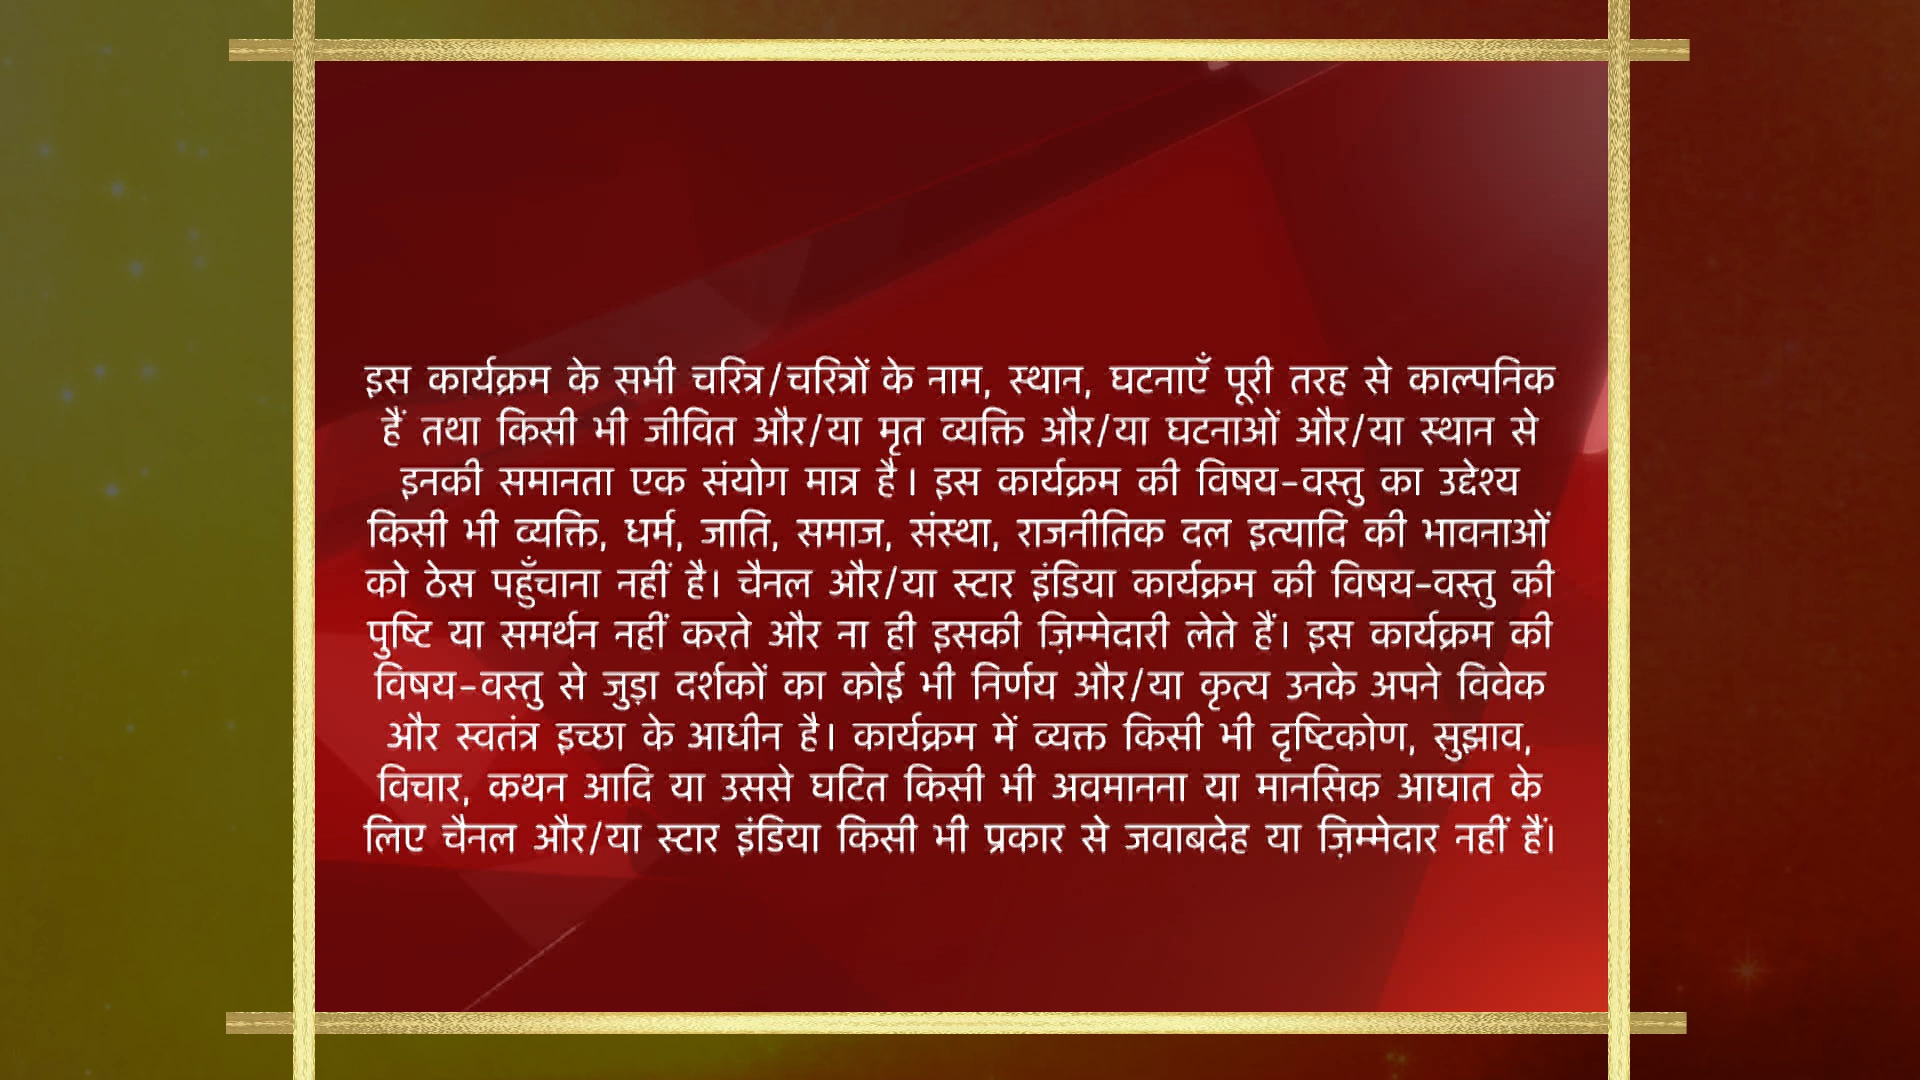 इस कार्यक्रम के सभी चरित्र/चरित्रों के नाम, स्थान, घटनाएँ पूरी तरह से काल्पनिक
हैं तथा किसी भी जीवित और/या मृत व्यक्ति और/या घटनाओं और/या स्थान से
इनकी समानता एक संयोग मात्र है। इस कार्यक्रम की विषय-वस्तु का उद्देश्य
किसी भी व्यक्ति, धर्म, जाति, समाज, संस्था, राजनीतिक दल इत्यादि की भावनाओं
को ठेस पहुँचाना नहीं है। चैनल और/या स्टार इंडिया कार्यक्रम की विषय-वस्तु की
पुष्टि या समर्थन नहीं करते और ना ही इसकी ज़िम्मेदारी लेते हैं। इस कार्यक्रम की
विषय-वस्तु से जुड़ा दर्शकों का कोई भी निर्णय और/या कृत्य उनके अपने विवेक
और स्वतंत्र इच्छा के आधीन है। कार्यक्रम में व्यक्त किसी भी दृष्टिकोण, सुझाव,
विचार, कथन आदि या उससे घटित किसी भी अवमानना या मानसिक आघात के
लिए चैनल और/या स्टार इंडिया किसी भी प्रकार से जवाबदेह या ज़िम्मेदार नहीं हैं।